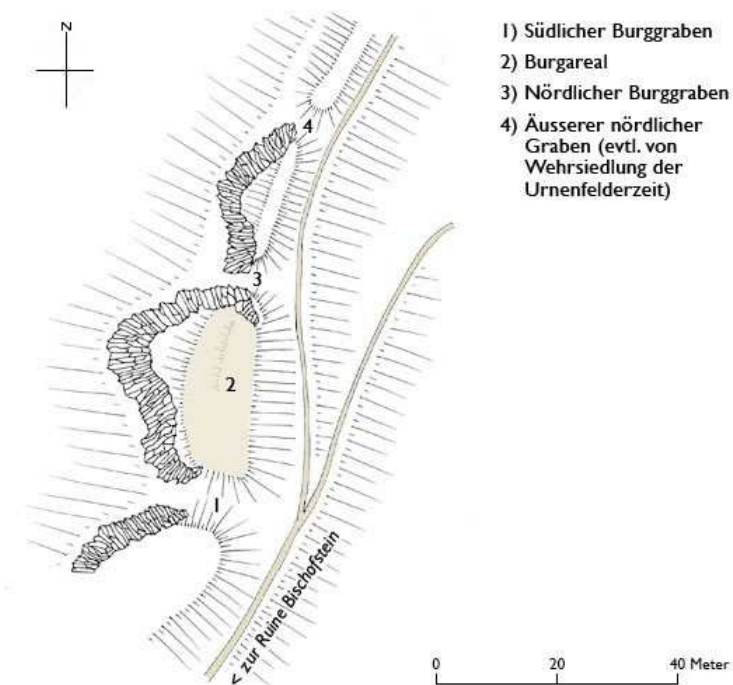 N
1) Südlicher Burggraben
2) Burgareal
3) Nördlicher Burggraben
4) Äusserer nördlicher
Graben (evtl. von
Wehrsiedlung der
Urnenfelderzeit)
4
3
2
1
< zur Ruine Bischofstein
0 20 40 Meter